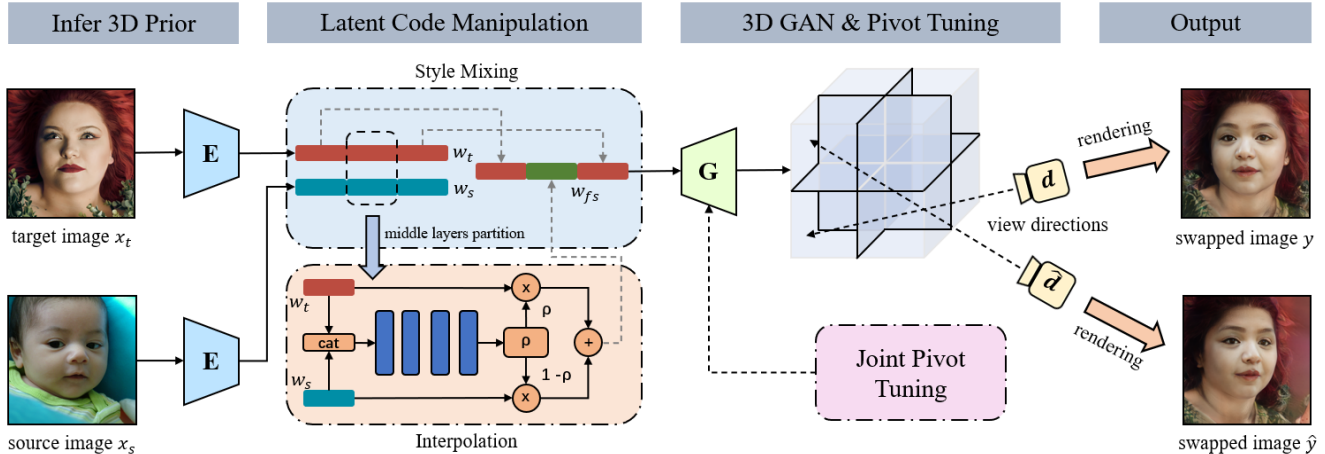 Infer 3D Prior
Latent Code Manipulation
3D GAN & Pivot Tuning
Output
Style Mixing
E
w_t
w_s
w_fs
G
d
rendering
view directions
target image x_t
swapped image y
middle layers partition
w_t
x
ρ
E
cat
ρ
+
d̂
rendering
w_s
1 -ρ
x
Joint Pivot
Tuning
source image x_s
Interpolation
swapped image ŷ